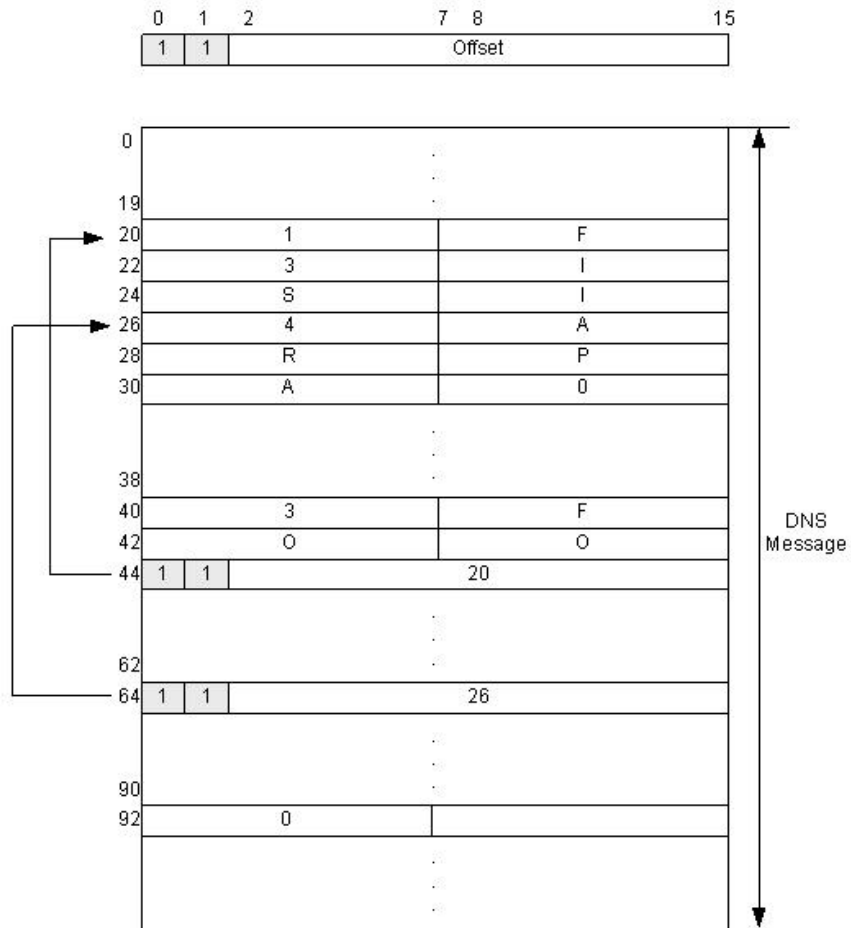 0 1 2 7 8 15
1 1 Offset
0
19
20 1 F
22 3 I
24 S I
26 4 A
28 R P
30 A 0
38
40 3 F
42 O O
44 1 1 20
62
64 1 1 26
90
92 0
DNS
Message